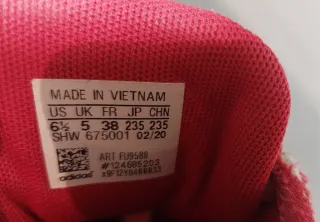 MADE IN VIETNAM
US UK FR JP CHN
6½ 5 38 235 235
SHW 675001 02/20
ART FU9580
adidas